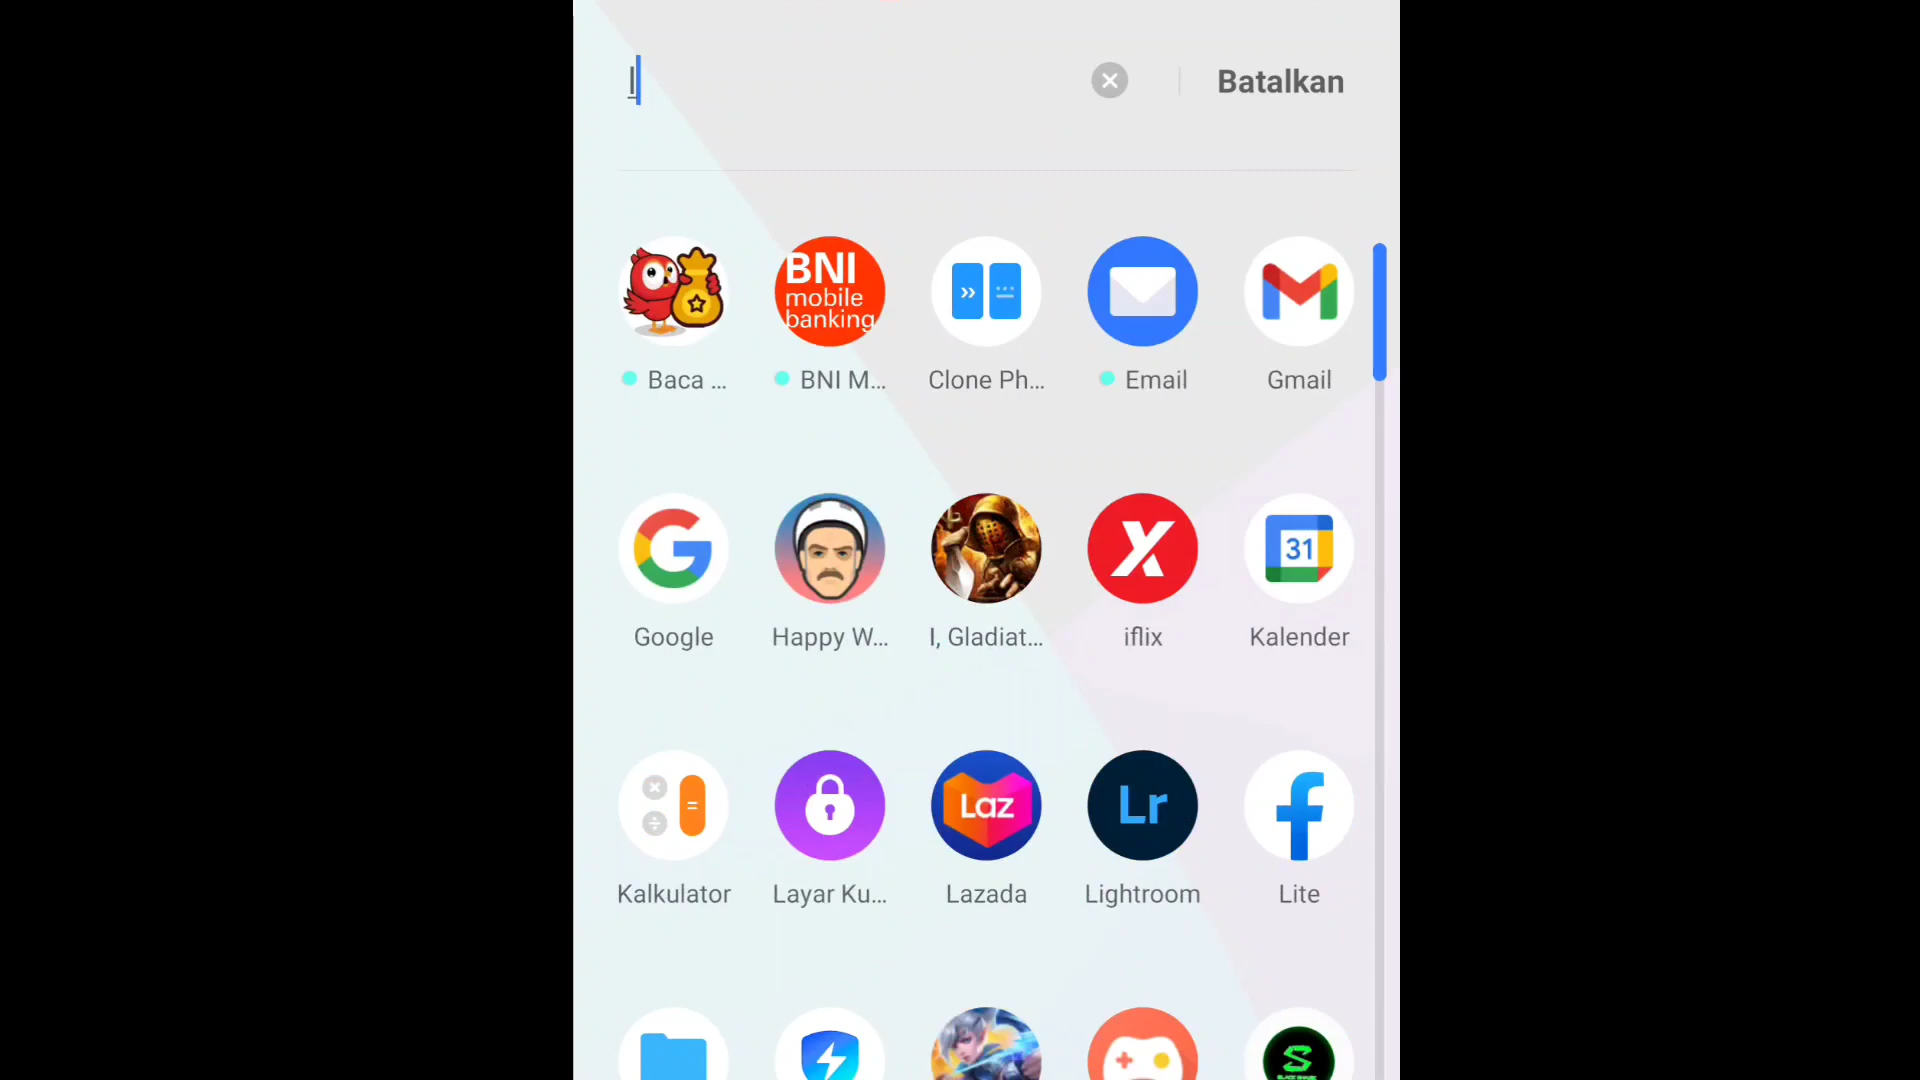 I
Batalkan
BNI
mobile
banking
Baca ...
BNI M...
Clone Ph...
Email
Gmail
31
Google
Happy W...
I, Gladiat...
iflix
Kalender
Laz
Lr
Kalkulator
Layar Ku...
Lazada
Lightroom
Lite